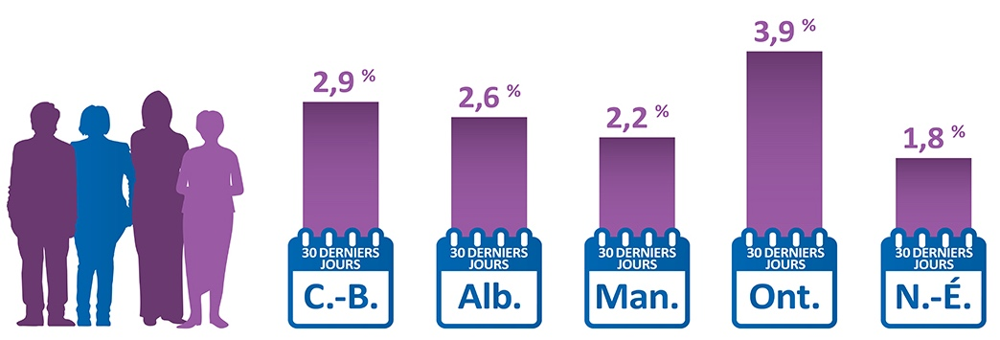 2,9 %
30 DERNIERS
JOURS
C.-B.
2,6 %
30 DERNIERS
JOURS
Alb.
2,2 %
30 DERNIERS
JOURS
Man.
3,9 %
30 DERNIERS
JOURS
Ont.
1,8 %
30 DERNIERS
JOURS
N.-É.